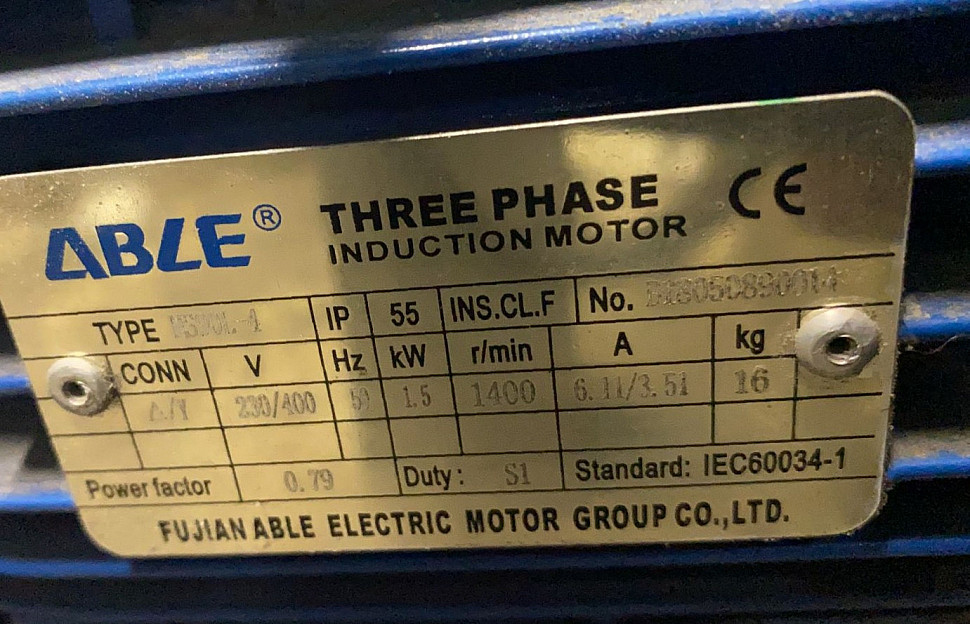 ABLE® THREE PHASE CE
INDUCTION MOTOR
TYPE IP 55 INS.CL.F No.
CONN V Hz kW r/min A kg
Δ/Y 230/400 50 1.5 1400 6.11/3.51 16
Power factor 0.79 Duty: S1 Standard: IEC60034-1
FUJIAN ABLE ELECTRIC MOTOR GROUP CO.,LTD.